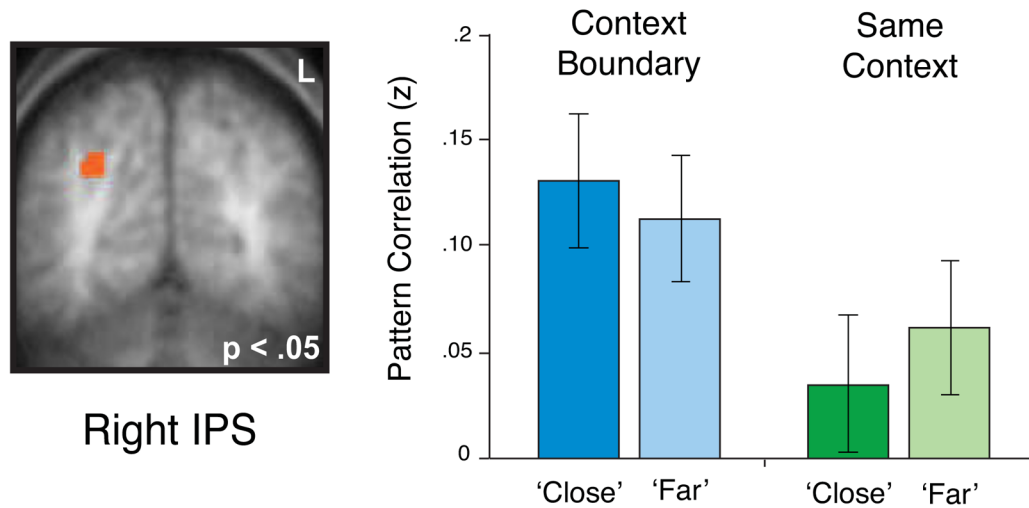 L
p < .05
Right IPS
Pattern Correlation (z)
.2
.15
.10
.05
0
Context
Boundary
Same
Context
‘Close’ ‘Far’ ‘Close’ ‘Far’